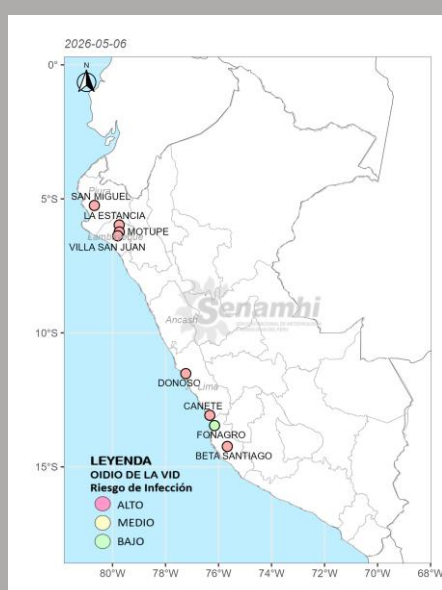 2026-05-06
N
0°
5°S
10°S
15°S
Piura
SAN MIGUEL
LA ESTANCIA
MOTUPE
Lambayeque
VILLA SAN JUAN
Senamhi
Ancash
DONOSO
Lima
CAÑETE
FONAGRO
BETA SANTIAGO
LEYENDA
OIDIO DE LA VID
Riesgo de Infección
ALTO
MEDIO
BAJO
80°W 78°W 76°W 74°W 72°W 70°W 68°W